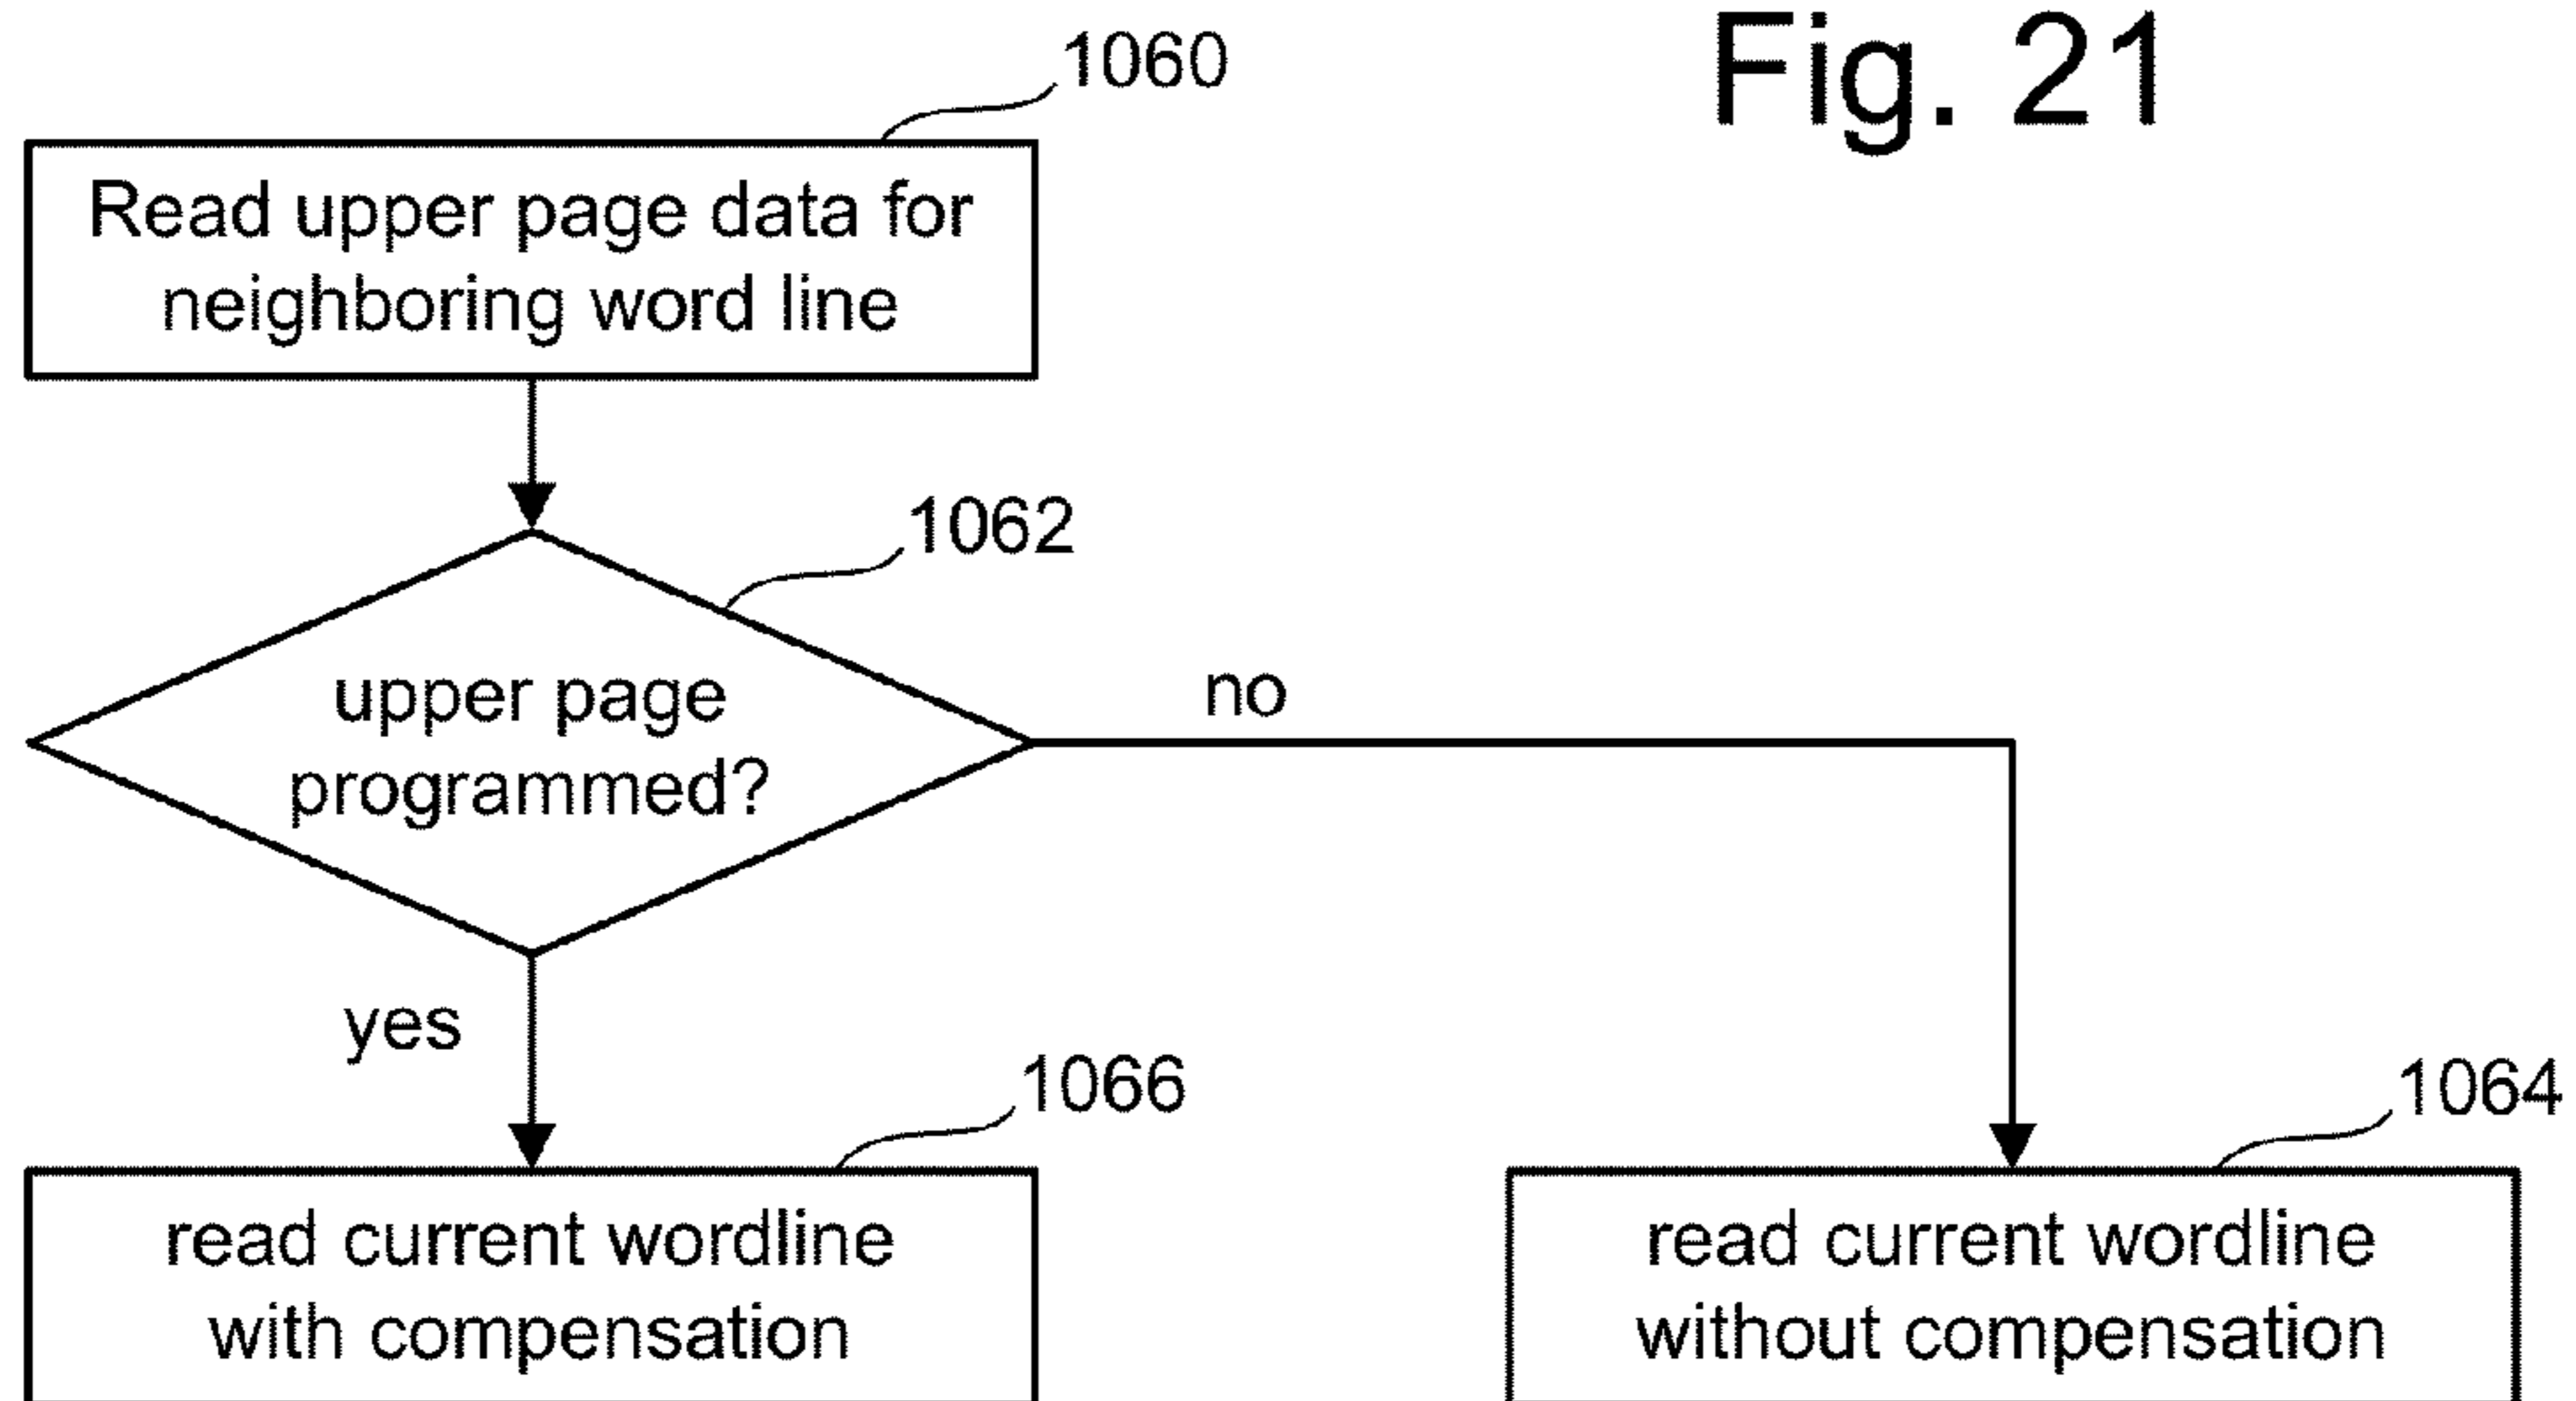 Fig. 21
1060
Read upper page data for
neighboring word line
1062
upper page
programmed?
no
yes
1066
read current wordline
with compensation
1064
read current wordline
without compensation